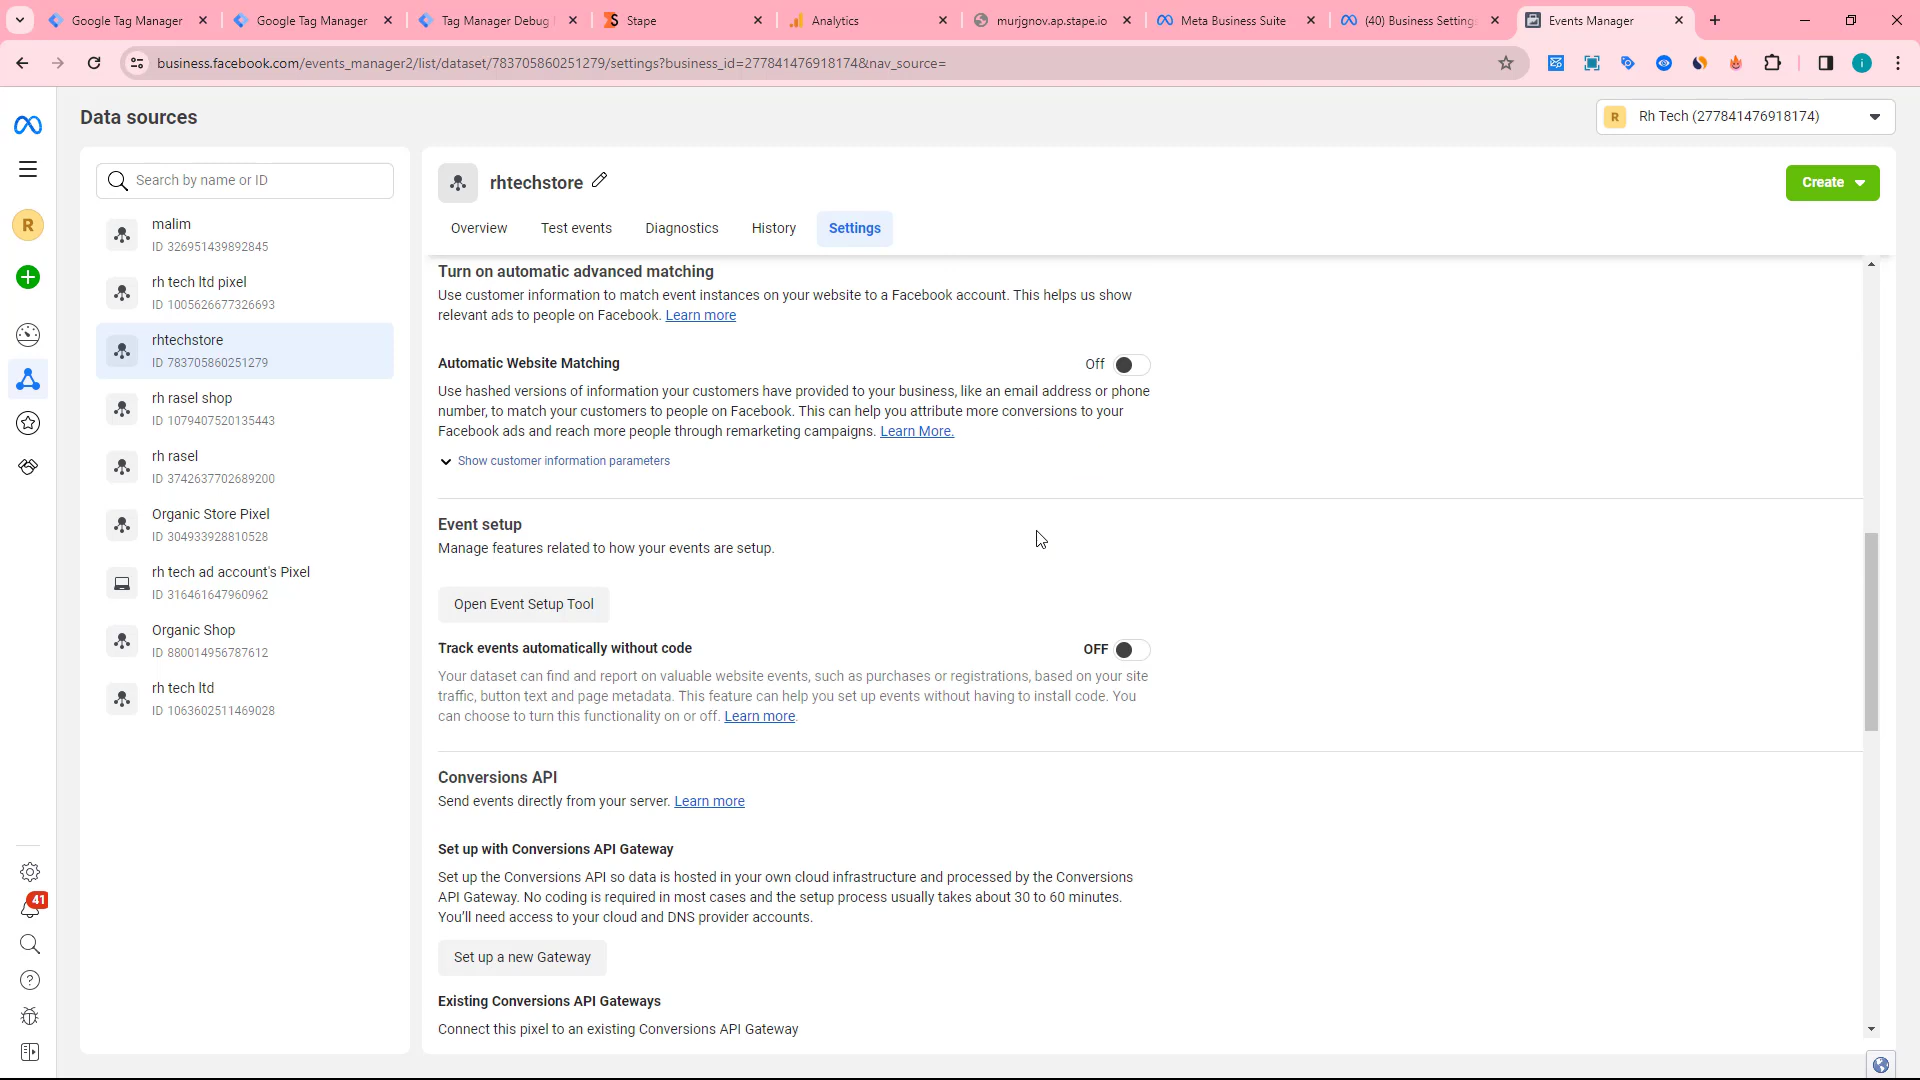 Google Tag Manager
Google Tag Manager
Tag Manager Debug
Stape
Analytics
murjgnov.ap.stape.io
Meta Business Suite
(40) Business Setting
Events Manager
business.facebook.com/events_manager2/list/dataset/783705860251279/settings?business_id=277841476918174&nav_source=
i
Data sources
R Rh Tech (277841476918174)
R
41
Search by name or ID
malim
ID 326951439892845
rh tech ltd pixel
ID 1005626677326693
rhtechstore
ID 783705860251279
rh rasel shop
ID 1079407520135443
rh rasel
ID 3742637702689200
Organic Store Pixel
ID 304933928810528
rh tech ad account's Pixel
ID 316461647960962
Organic Shop
ID 880014956787612
rh tech ltd
ID 1063602511469028
rhtechstore
Create
Overview Test events Diagnostics History Settings
Turn on automatic advanced matching
Use customer information to match event instances on your website to a Facebook account. This helps us show
relevant ads to people on Facebook. Learn more
Automatic Website Matching Off
Use hashed versions of information your customers have provided to your business, like an email address or phone
number, to match your customers to people on Facebook. This can help you attribute more conversions to your
Facebook ads and reach more people through remarketing campaigns. Learn More.
Show customer information parameters
Event setup
Manage features related to how your events are setup.
Open Event Setup Tool
Track events automatically without code OFF
Your dataset can find and report on valuable website events, such as purchases or registrations, based on your site
traffic, button text and page metadata. This feature can help you set up events without having to install code. You
can choose to turn this functionality on or off. Learn more.
Conversions API
Send events directly from your server. Learn more
Set up with Conversions API Gateway
Set up the Conversions API so data is hosted in your own cloud infrastructure and processed by the Conversions
API Gateway. No coding is required in most cases and the setup process usually takes about 30 to 60 minutes.
You'll need access to your cloud and DNS provider accounts.
Set up a new Gateway
Existing Conversions API Gateways
Connect this pixel to an existing Conversions API Gateway